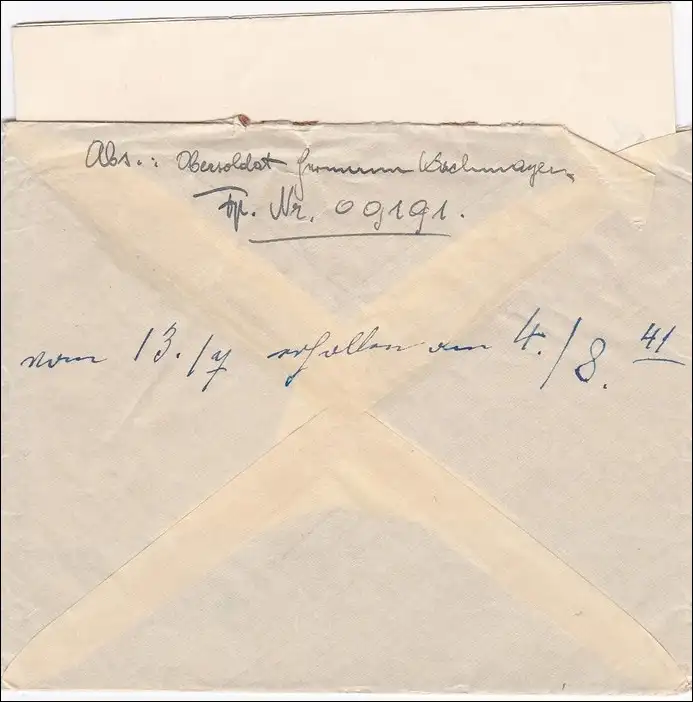 Abs.: Obersoldat Hermann Bachmayer
Fp. Nr. 09191.
vom 13./7 erhalten am 4./8. 41